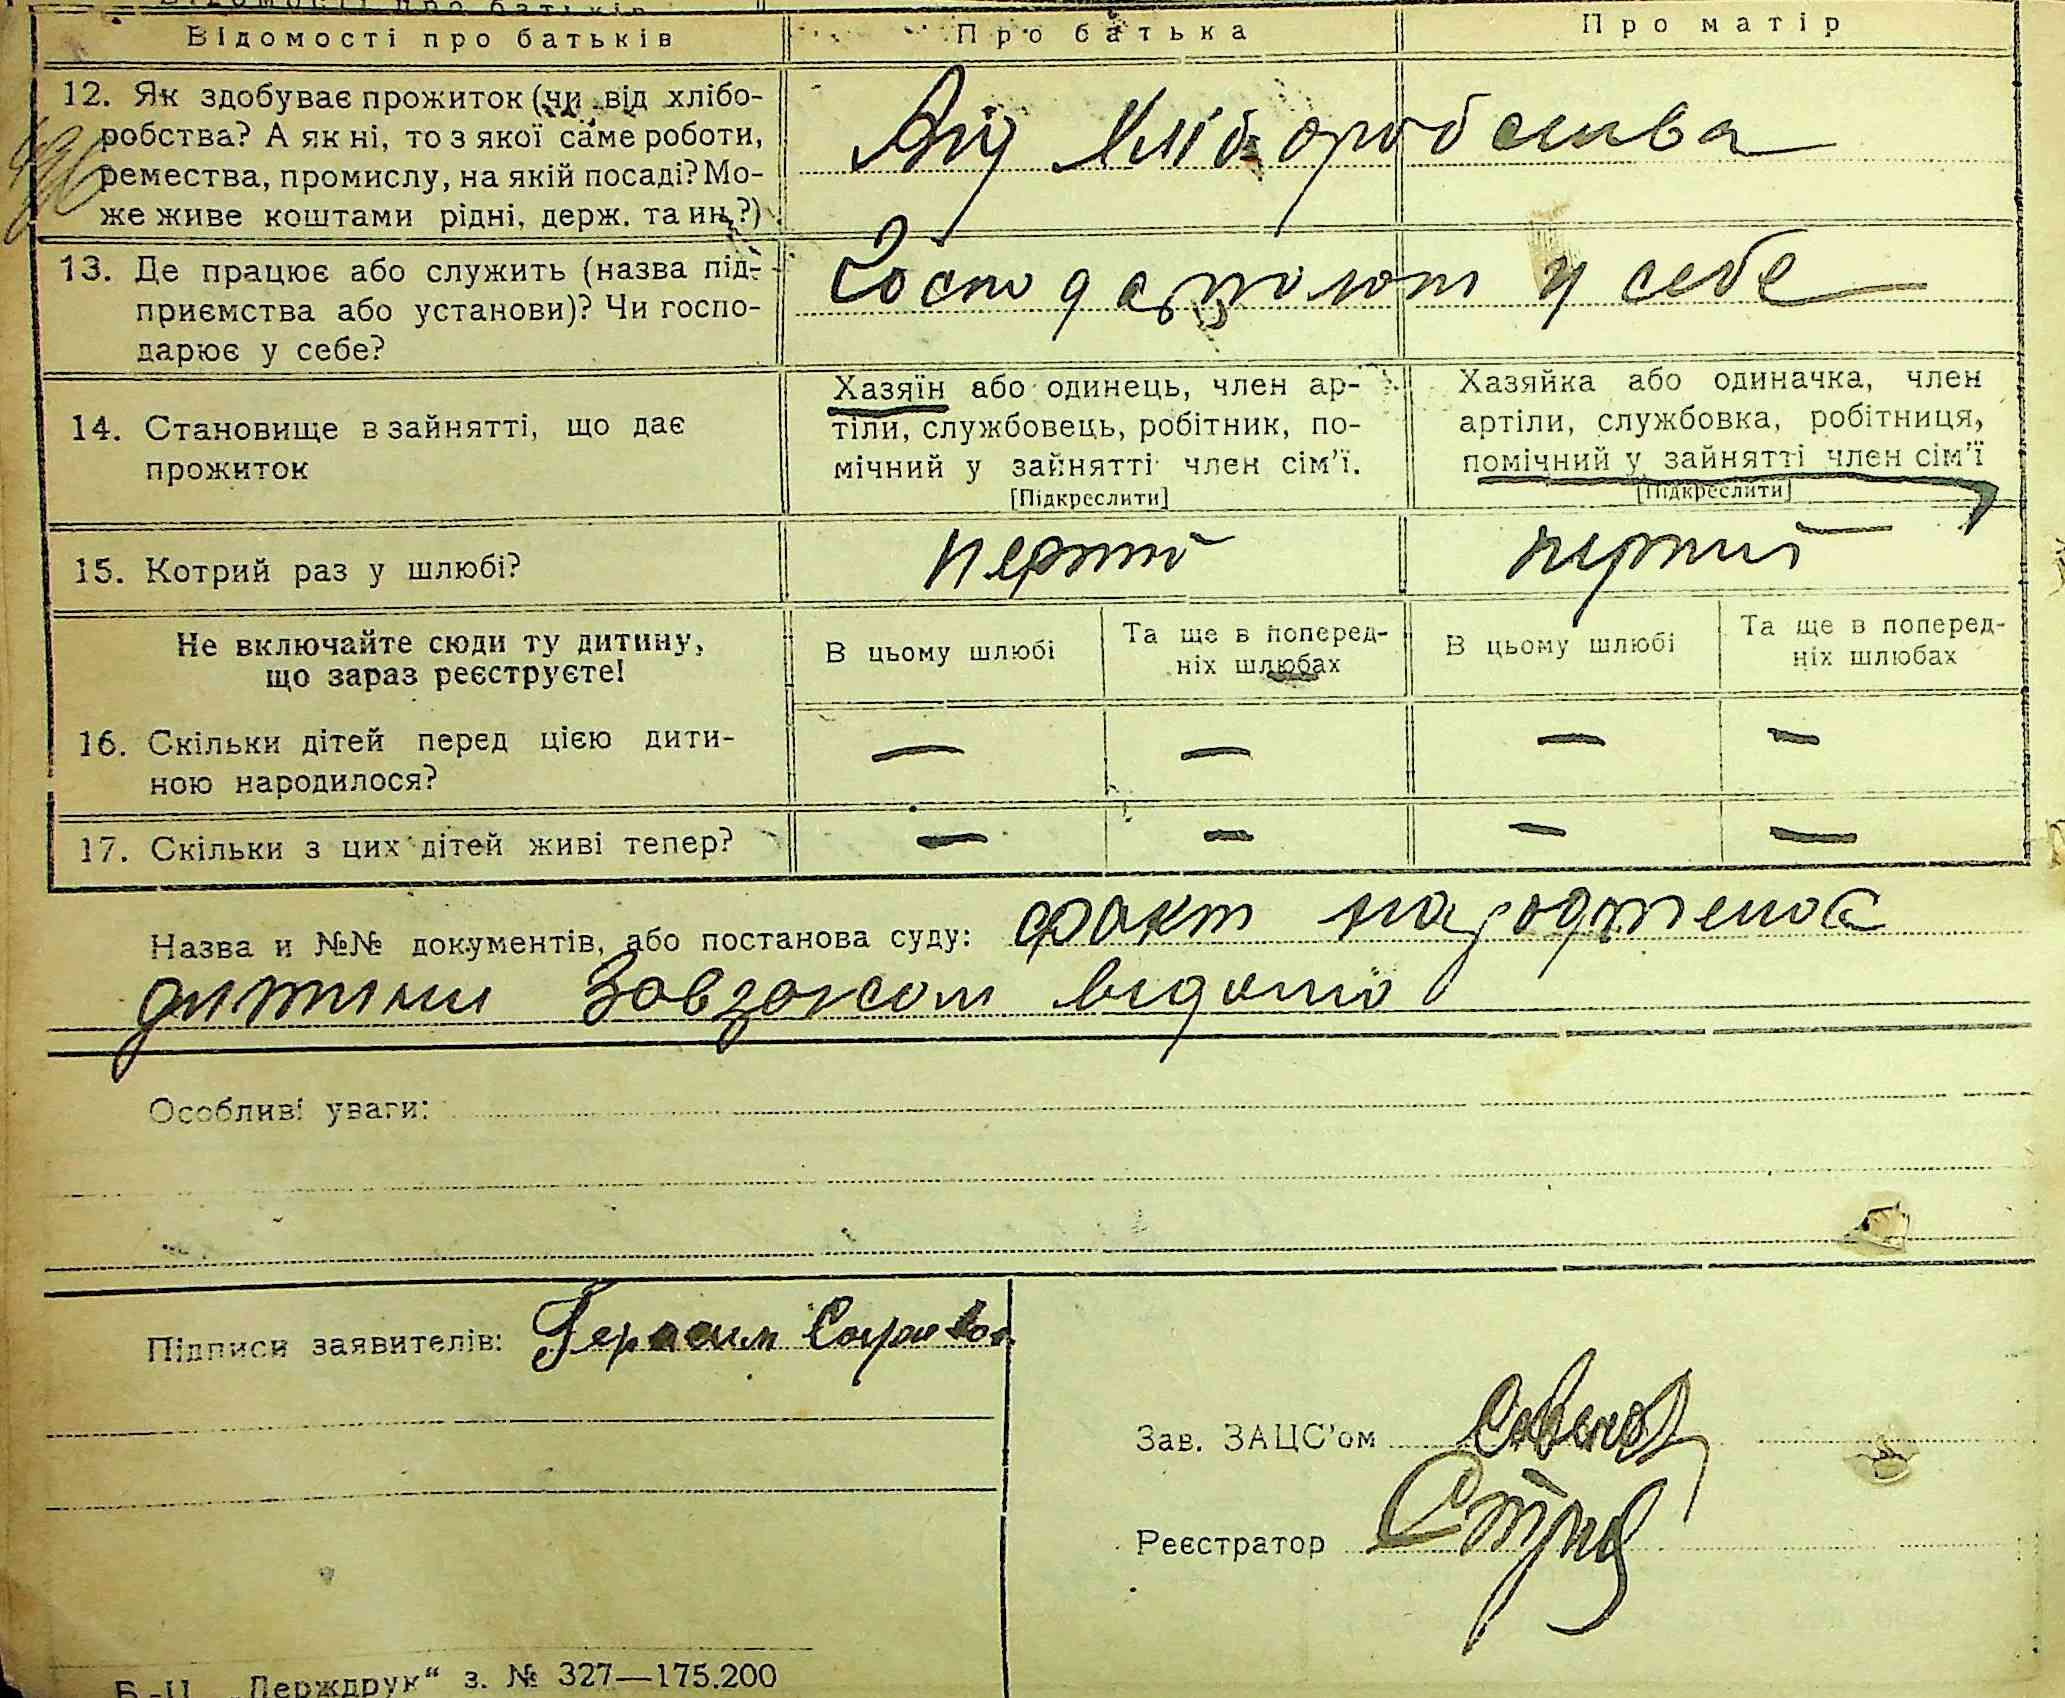 Відомості про батьків
Про батька
Про матір
12. Як здобуває прожиток (чи від хлібо-
робства? А як ні, то з якої саме роботи,
ремества, промислу, на якій посаді? Мо-
же живе коштами рідні, держ. та ин.?)
Від хліборобства
13. Де працює або служить (назва під-
приємства або установи)? Чи госпо-
дарює у себе?
Господарюют у себе
14. Становище в зайнятті, що дає
прожиток
Хазяїн або одинець, член ар-
тіли, службовець, робітник, по-
мічний у зайнятті член сім'ї.
[Підкреслити]
Хазяйка або одиначка, член
артіли, службовка, робітниця,
помічний у зайнятті член сім'ї
[Підкреслити]
15. Котрий раз у шлюбі?
перший
перший
Не включайте сюди ту дитину,
що зараз реєструєте!
В цьому шлюбі
Та ще в поперед-
ніх шлюбах
В цьому шлюбі
Та ще в поперед-
ніх шлюбах
16. Скільки дітей перед цією дити-
ною народилося?
— — — —
17. Скільки з цих дітей живі тепер?
— — — —
Назва и №№ документів, або постанова суду: факт народження
дитини Завзаксом відомо
Особливі уваги:
Підписи заявителів: Герасим
Зав. ЗАЦС'ом
Реєстратор
Б.-Ц. „Держдрук“ з. № 327—175.200